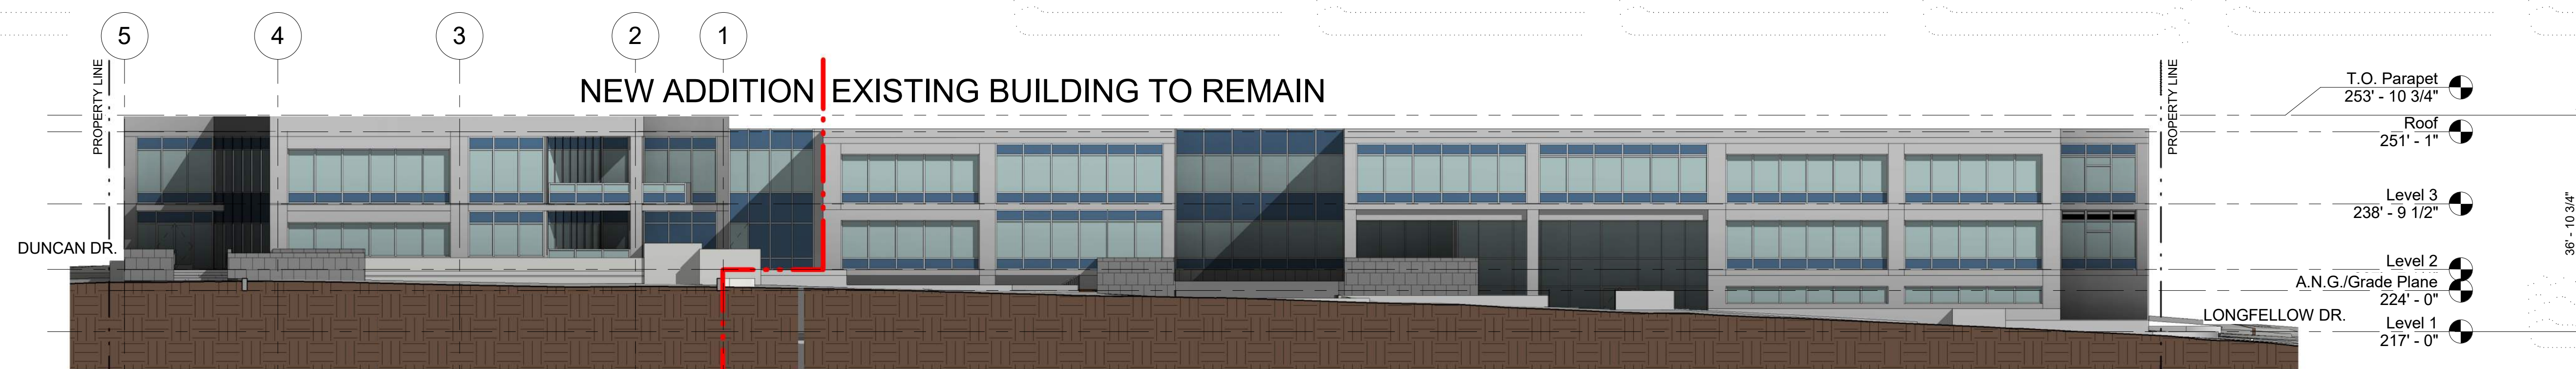 5
4
3
2
1
PROPERTY LINE
NEW ADDITION
EXISTING BUILDING TO REMAIN
PROPERTY LINE
T.O. Parapet
253' - 10 3/4"
Roof
251' - 1"
Level 3
238' - 9 1/2"
36' - 10 3/4"
DUNCAN DR.
Level 2
A.N.G./Grade Plane
224' - 0"
LONGFELLOW DR.
Level 1
217' - 0"